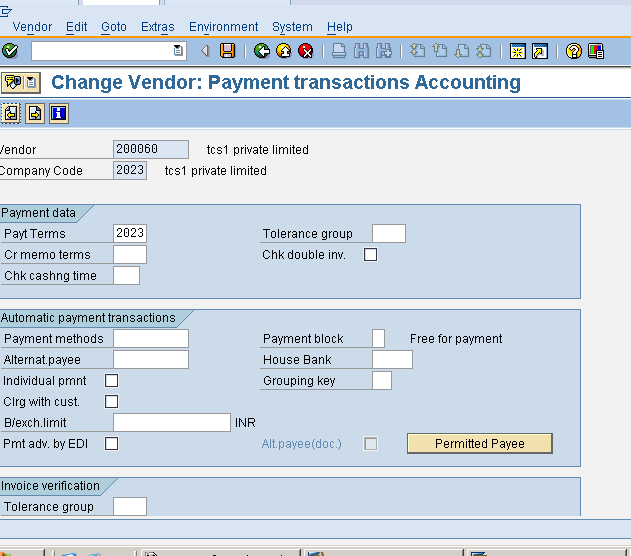 Vendor Edit Goto Extras Environment System Help
Change Vendor: Payment transactions Accounting
Vendor 200060 tcs1 private limited
Company Code 2023 tcs1 private limited
Payment data
Payt Terms 2023 Tolerance group
Cr memo terms Chk double inv.
Chk cashng time
Automatic payment transactions
Payment methods Payment block Free for payment
Alternat.payee House Bank
Individual pmnt Grouping key
Clrg with cust.
B/exch.limit INR
Pmt adv. by EDI Alt.payee(doc.) Permitted Payee
Invoice verification
Tolerance group